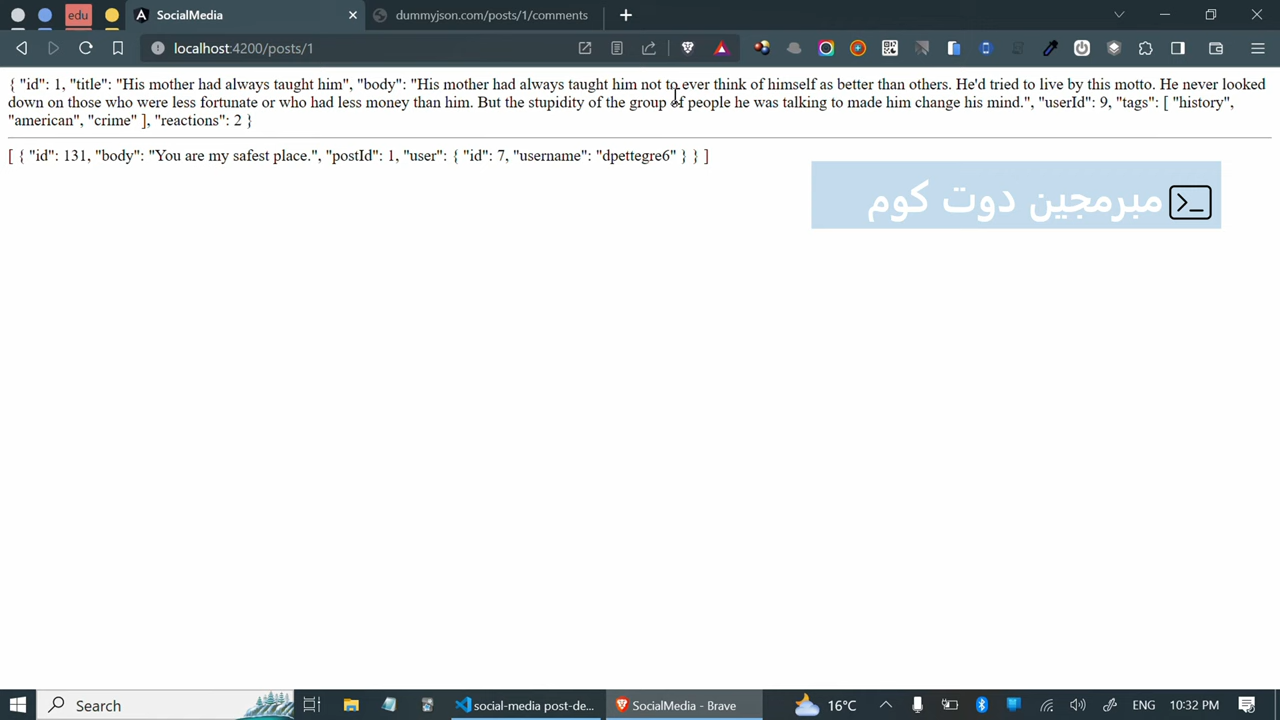 edu
SocialMedia
dummyjson.com/posts/1/comments
localhost:4200/posts/1
{ "id": 1, "title": "His mother had always taught him", "body": "His mother had always taught him not to ever think of himself as better than others. He'd tried to live by this motto. He never looked
down on those who were less fortunate or who had less money than him. But the stupidity of the group of people he was talking to made him change his mind.", "userId": 9, "tags": [ "history",
"american", "crime" ], "reactions": 2 }
[ { "id": 131, "body": "You are my safest place.", "postId": 1, "user": { "id": 7, "username": "dpettegre6" } } ]
مبرمجين دوت كوم
Search
social-media post-de...
SocialMedia - Brave
16°C
ENG
10:32 PM